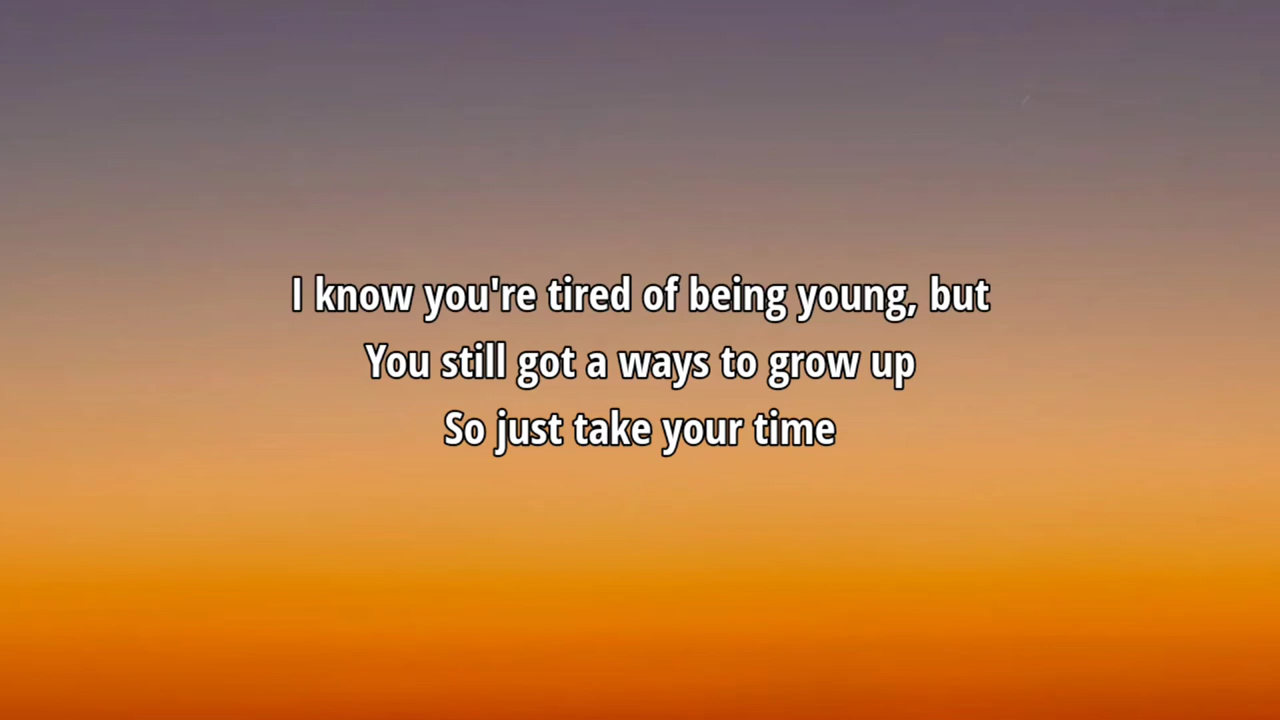 I know you're tired of being young, but
You still got a ways to grow up
So just take your time